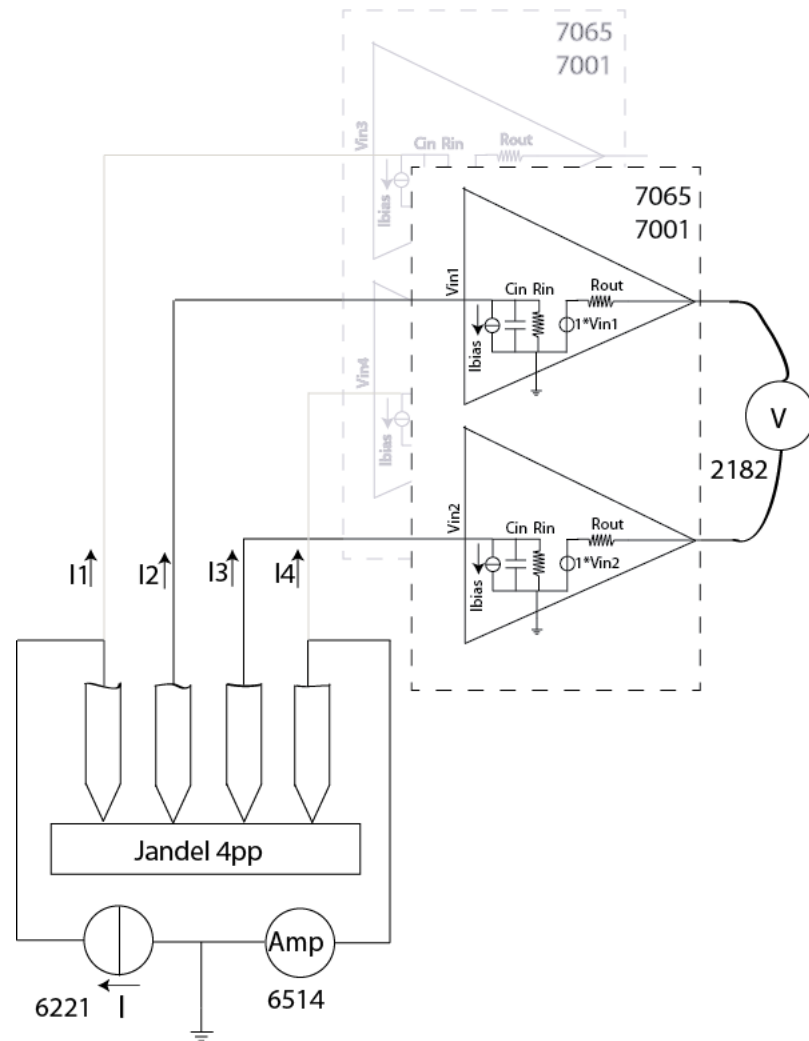 7065
7001
Vin3
Cin Rin
Rout
Ibias
7065
7001
Vin1
Cin Rin
Rout
1*Vin1
Ibias
Vin4
Ibias
V
2182
Vin2
Cin Rin
Rout
1*Vin2
Ibias
I1
I2
I3
I4
Jandel 4pp
Amp
6221
I
6514